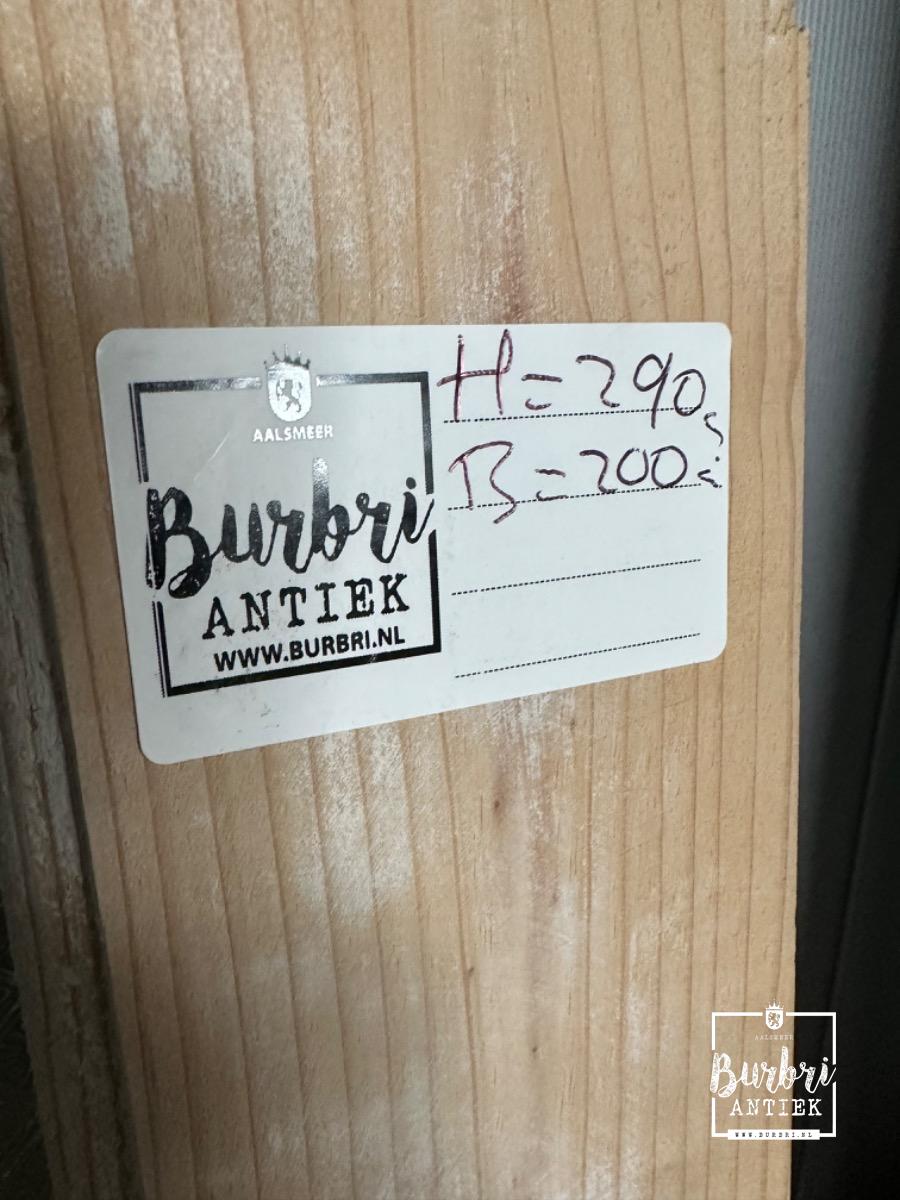 AALSMEER
Burbri
ANTIEK
WWW.BURBRI.NL
H = 290
B = 200
AALSMEER
Burbri
ANTIEK
WWW.BURBRI.NL